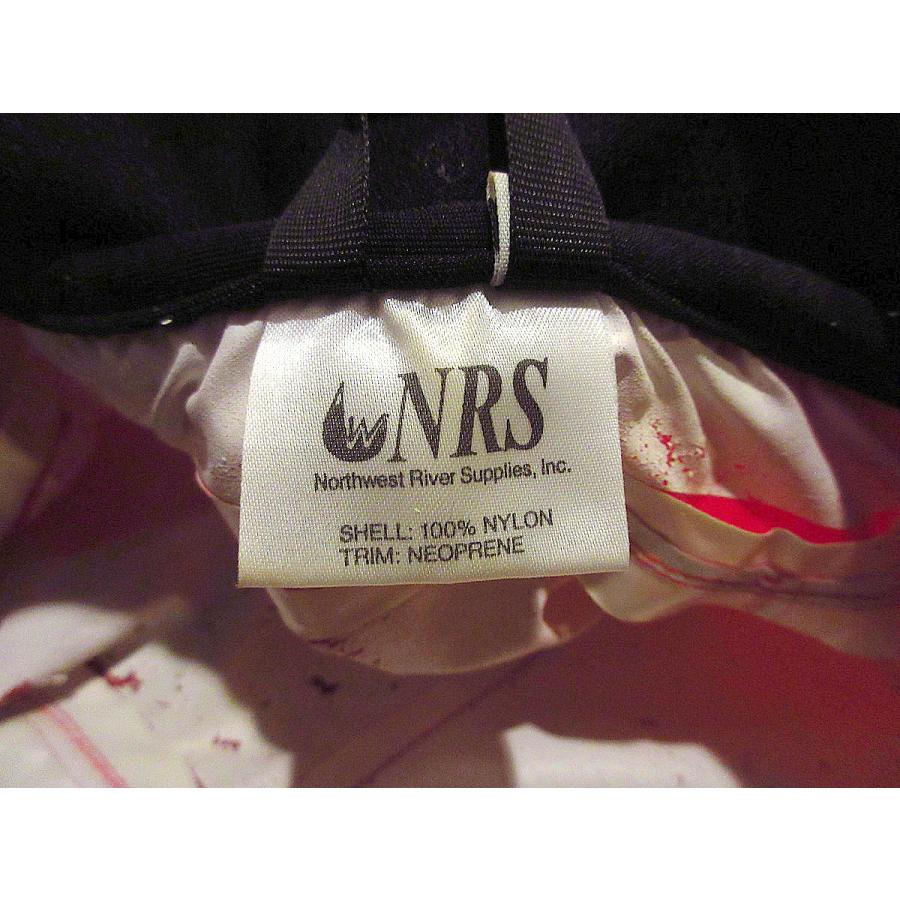 NRS
Northwest River Supplies, Inc.
SHELL: 100% NYLON
TRIM: NEOPRENE